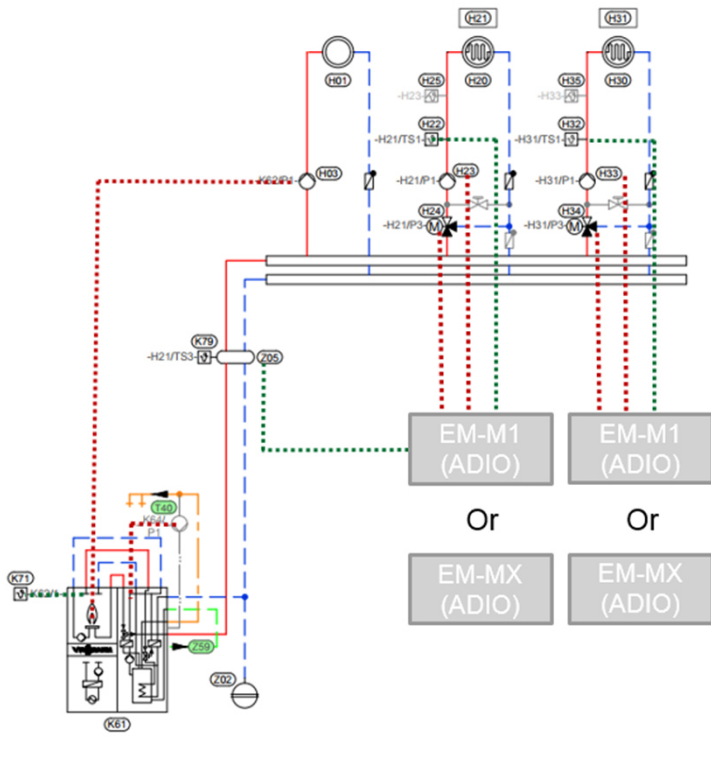 H21
H31
H01
H25
H20
H35
H30
-H23-
-H33-
H22
H32
-H21/TS1-
-H31/TS1-
K62/P1
H03
-H21/P1-
H23
-H31/P1-
H33
H24
H34
-H21/P3-
M
-H31/P3-
M
K79
-H21/TS3-
Z05
EM-M1
(ADIO)
EM-M1
(ADIO)
Or
Or
EM-MX
(ADIO)
EM-MX
(ADIO)
T40
P1
K71
Z59
Z02
K61